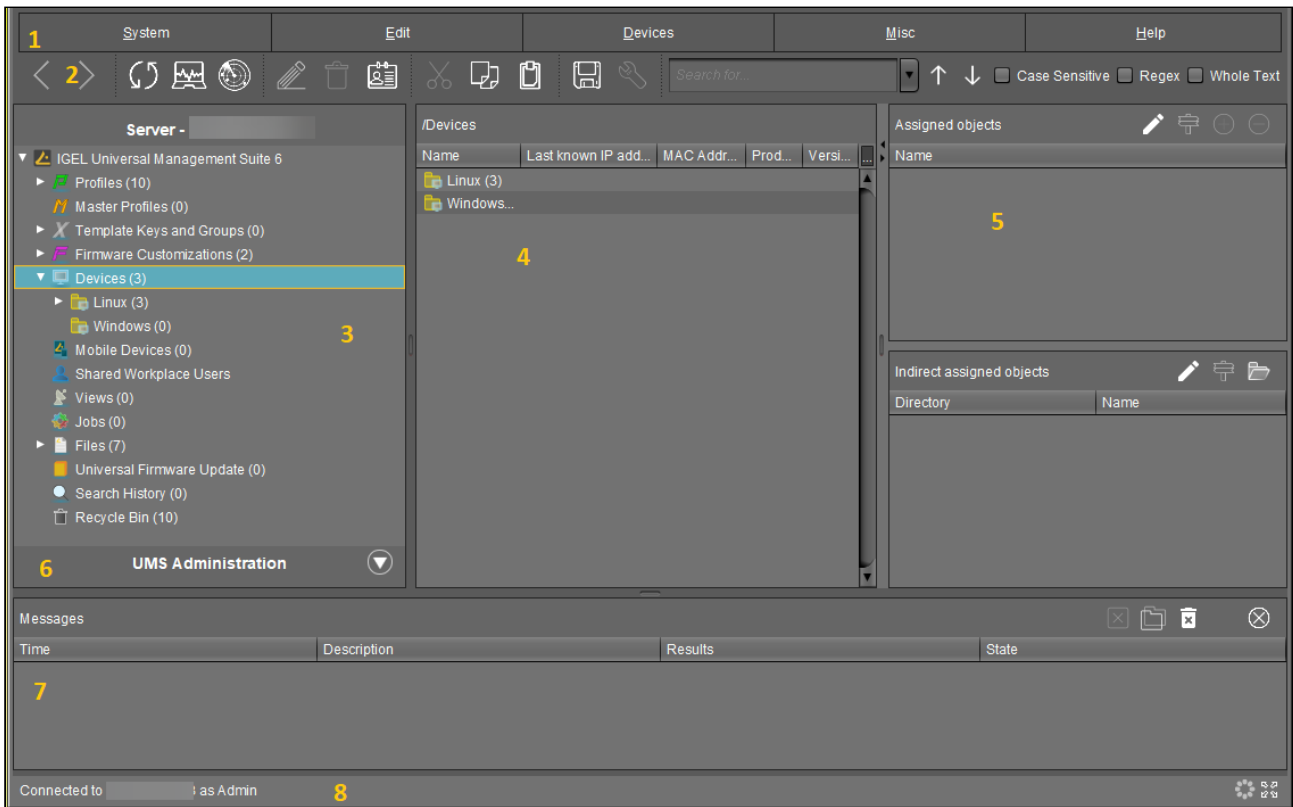 System Edit Devices Misc Help
1
2
Search for...
Case Sensitive Regex Whole Text
Server -
IGEL Universal Management Suite 6
Profiles (10)
Master Profiles (0)
Template Keys and Groups (0)
Firmware Customizations (2)
Devices (3)
Linux (3)
Windows (0)
3
Mobile Devices (0)
Shared Workplace Users
Views (0)
Jobs (0)
Files (7)
Universal Firmware Update (0)
Search History (0)
Recycle Bin (10)
6
UMS Administration
/Devices
Name Last known IP add... MAC Addr... Prod... Versi... ...
Linux (3)
Windows...
4
Assigned objects
Name
5
Indirect assigned objects
Directory Name
Messages
Time Description Results State
7
Connected to as Admin
8